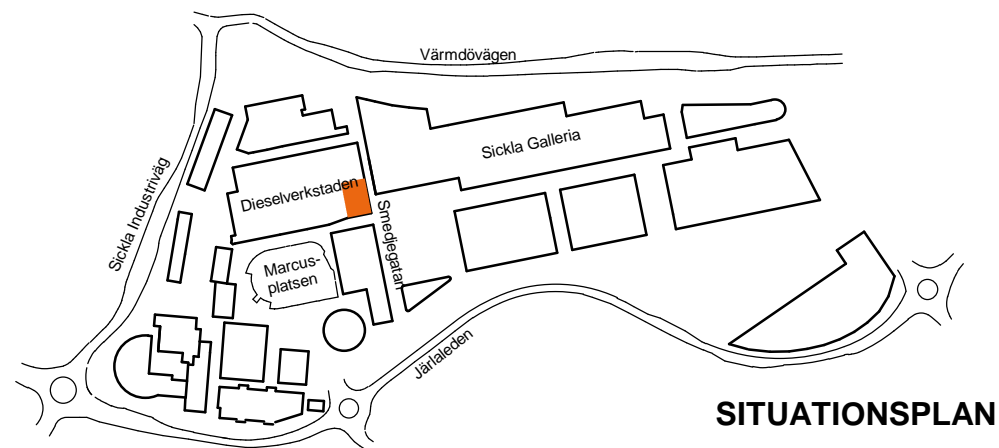 Värmdövägen
Sickla Galleria
Sickla Industriväg
Dieselverkstaden
Smedjegatan
Marcus-
platsen
Järlaleden
SITUATIONSPLAN